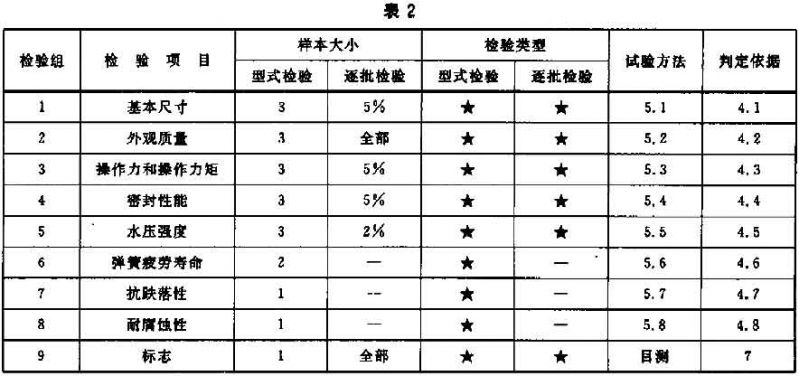 表 2
检验组 检 验 项 目 样本大小 检验类型 试验方法 判定依据
型式检验 逐批检验 型式检验 逐批检验
1 基本尺寸 3 5% ★ ★ 5.1 4.1
2 外观质量 3 全部 ★ ★ 5.2 4.2
3 操作力和操作力矩 3 5% ★ ★ 5.3 4.3
4 密封性能 3 5% ★ ★ 5.4 4.4
5 水压强度 3 2% ★ ★ 5.5 4.5
6 弹簧疲劳寿命 2 — ★ — 5.6 4.6
7 抗跌落性 1 -- ★ — 5.7 4.7
8 耐腐蚀性 1 — ★ — 5.8 4.8
9 标志 1 全部 ★ ★ 目测 7